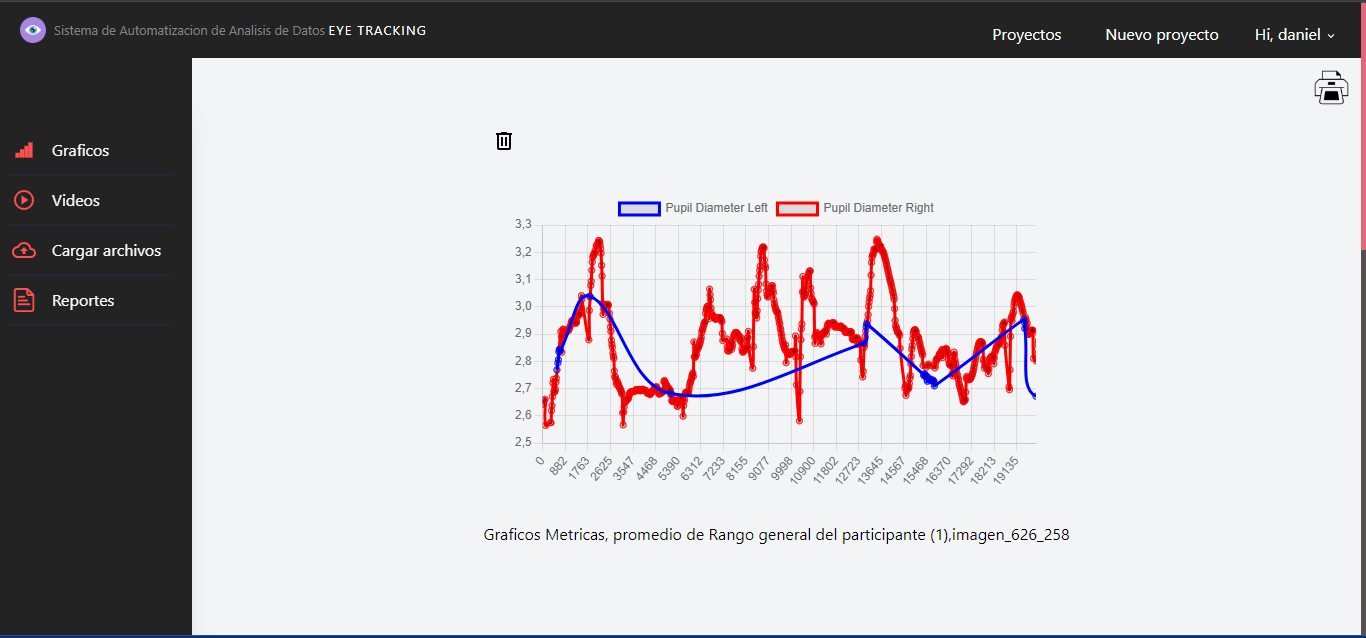 Sistema de Automatizacion de Analisis de Datos EYE TRACKING
Proyectos Nuevo proyecto Hi, daniel
Graficos
Videos
Cargar archivos
Reportes
Pupil Diameter Left Pupil Diameter Right
3,3
3,2
3,1
3,0
2,9
2,8
2,7
2,6
2,5
0 882 1763 2625 3547 4468 5390 6312 7233 8155 9077 9998 10900 11802 12723 13645 14567 15468 16370 17292 18213 19135
Graficos Metricas, promedio de Rango general del participante (1),imagen_626_258